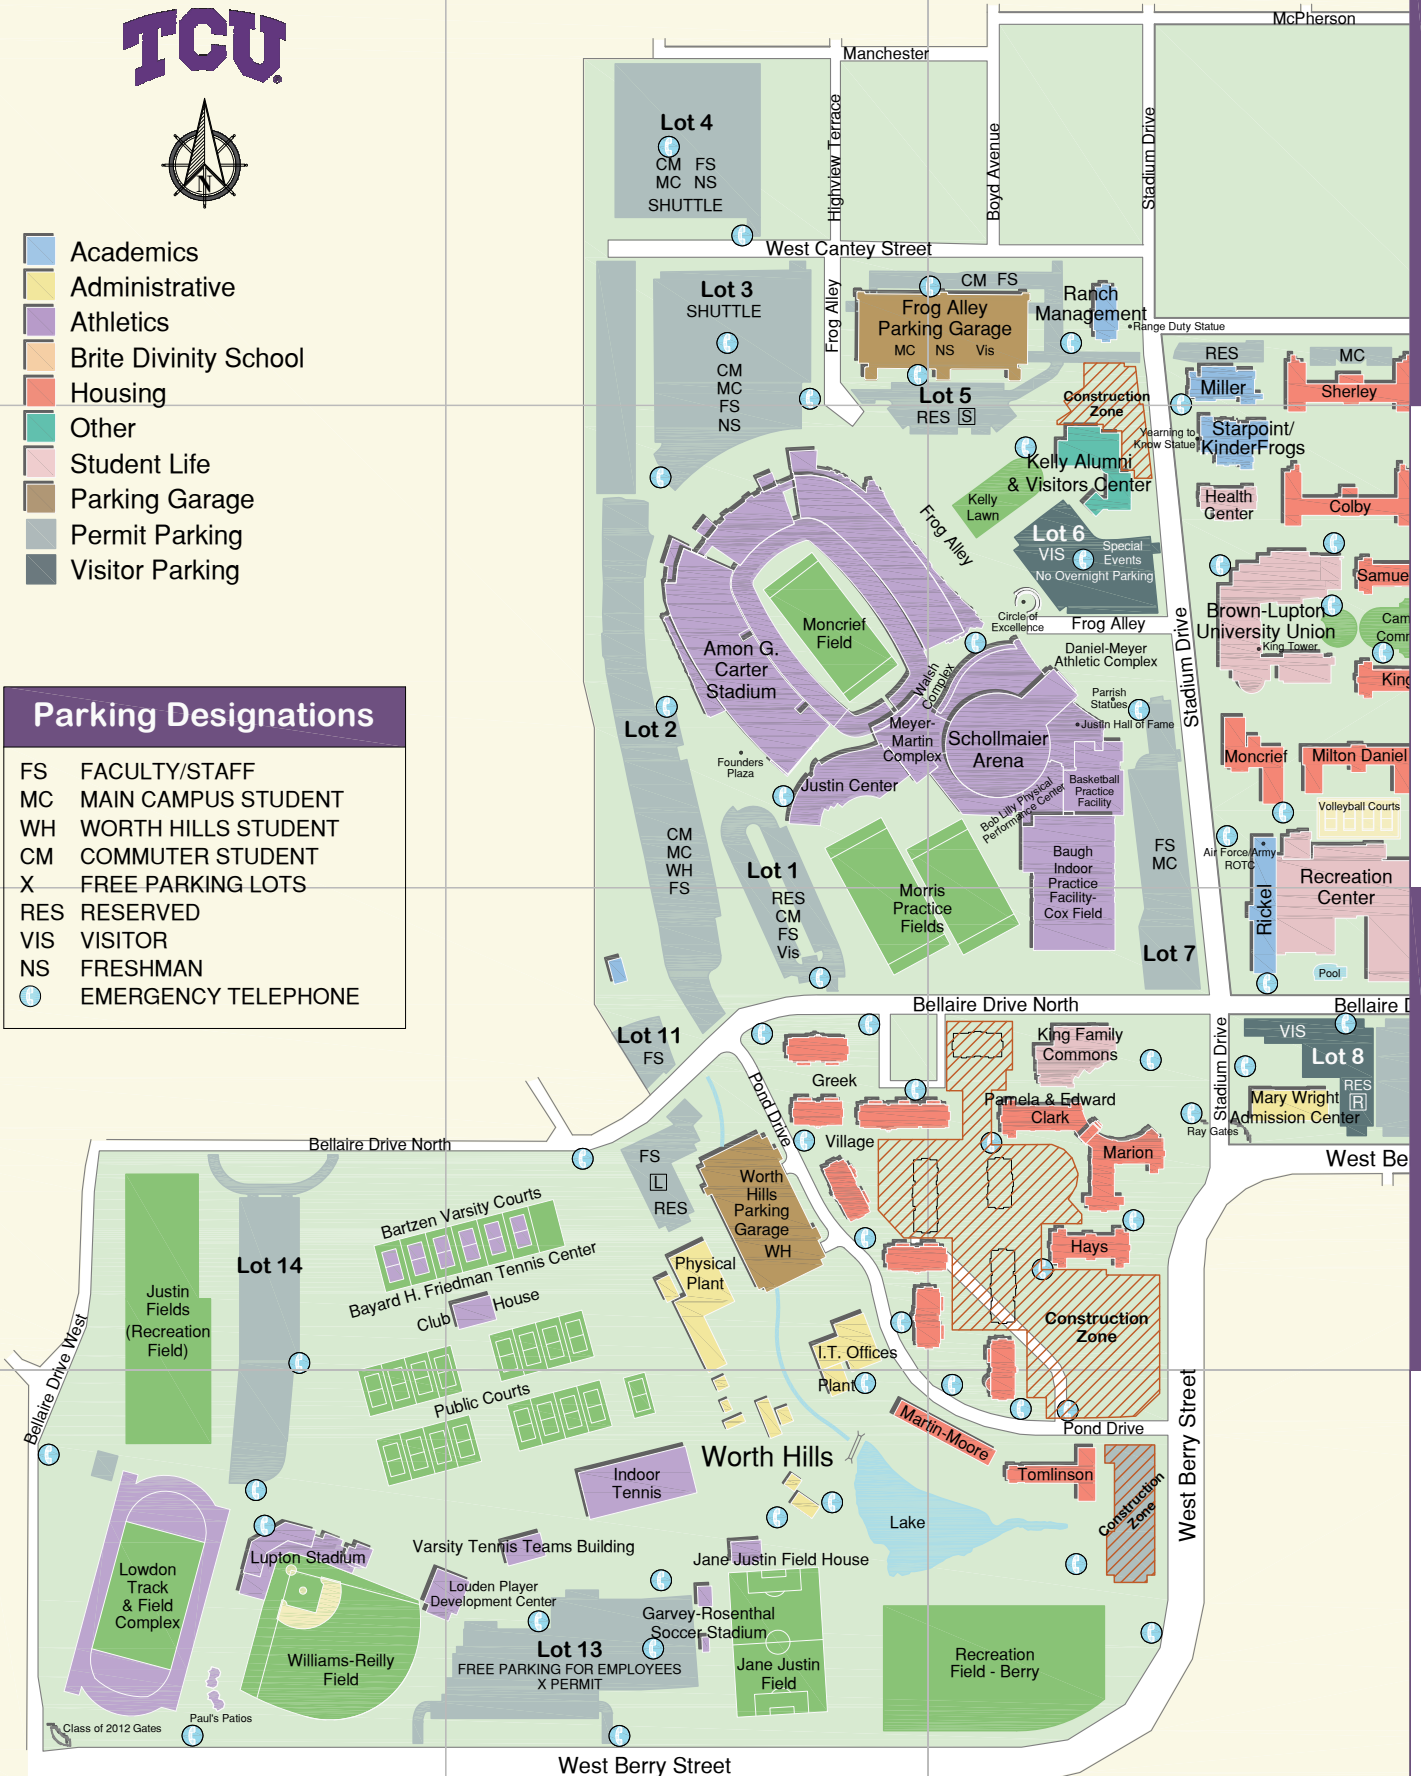 TCU
N
Academics
Administrative
Athletics
Brite Divinity School
Housing
Other
Student Life
Parking Garage
Permit Parking
Visitor Parking
Parking Designations
FS FACULTY/STAFF
MC MAIN CAMPUS STUDENT
WH WORTH HILLS STUDENT
CM COMMUTER STUDENT
X FREE PARKING LOTS
RES RESERVED
VIS VISITOR
NS FRESHMAN
EMERGENCY TELEPHONE
McPherson
Manchester
Highview Terrace
Boyd Avenue
Stadium Drive
Lot 4
CM FS
MC NS
SHUTTLE
West Cantey Street
Lot 3
SHUTTLE
CM
MC
FS
NS
Frog Alley
CM FS
Frog Alley
Parking Garage
MC NS Vis
Lot 5
RES S
Ranch
Management
Range Duty Statue
Construction
Zone
RES
MC
Miller
Sherley
Yearning to
Know Statue
Starpoint/
KinderFrogs
Kelly Alumni
& Visitors Center
Kelly
Lawn
Health
Center
Colby
Frog Alley
Lot 6
VIS
Special
Events
No Overnight Parking
Circle of
Excellence
Frog Alley
Samue
Brown-Lupton
University Union
King Tower
Cam
Comm
King
Stadium Drive
Moncrief
Field
Amon G.
Carter
Stadium
Walsh
Complex
Daniel-Meyer
Athletic Complex
Parrish
Statues
Justin Hall of Fame
Meyer-
Martin
Complex
Schollmaier
Arena
Lot 2
Founders
Plaza
Justin Center
Bob Lilly Physical
Performance Center
Basketball
Practice
Facility
Moncrief
Milton Daniel
Volleyball Courts
CM
MC
WH
FS
Lot 1
RES
CM
FS
Vis
Morris
Practice
Fields
Baugh
Indoor
Practice
Facility-
Cox Field
FS
MC
Lot 7
Air Force/Army
ROTC
Rickel
Recreation
Center
Pool
Bellaire Drive North
Bellaire D
Lot 11
FS
Pond Drive
Greek
Village
King Family
Commons
Pamela & Edward
Clark
Marion
Hays
Stadium Drive
VIS
Lot 8
RES
R
Mary Wright
Admission Center
Ray Gates
West Be
Bellaire Drive North
FS
L
RES
Worth
Hills
Parking
Garage
WH
Bartzen Varsity Courts
Bayard H. Friedman Tennis Center
Club House
Lot 14
Justin
Fields
(Recreation
Field)
Physical
Plant
I.T. Offices
Plant
Construction
Zone
Bellaire Drive West
Public Courts
Martin-Moore
Pond Drive
Worth Hills
Tomlinson
Construction
Zone
West Berry Street
Indoor
Tennis
Lake
Lupton Stadium
Varsity Tennis Teams Building
Jane Justin Field House
Lowdon
Track
& Field
Complex
Louden Player
Development Center
Garvey-Rosenthal
Soccer Stadium
Lot 13
FREE PARKING FOR EMPLOYEES
X PERMIT
Williams-Reilly
Field
Jane Justin
Field
Recreation
Field - Berry
Paul's Patios
Class of 2012 Gates
West Berry Street